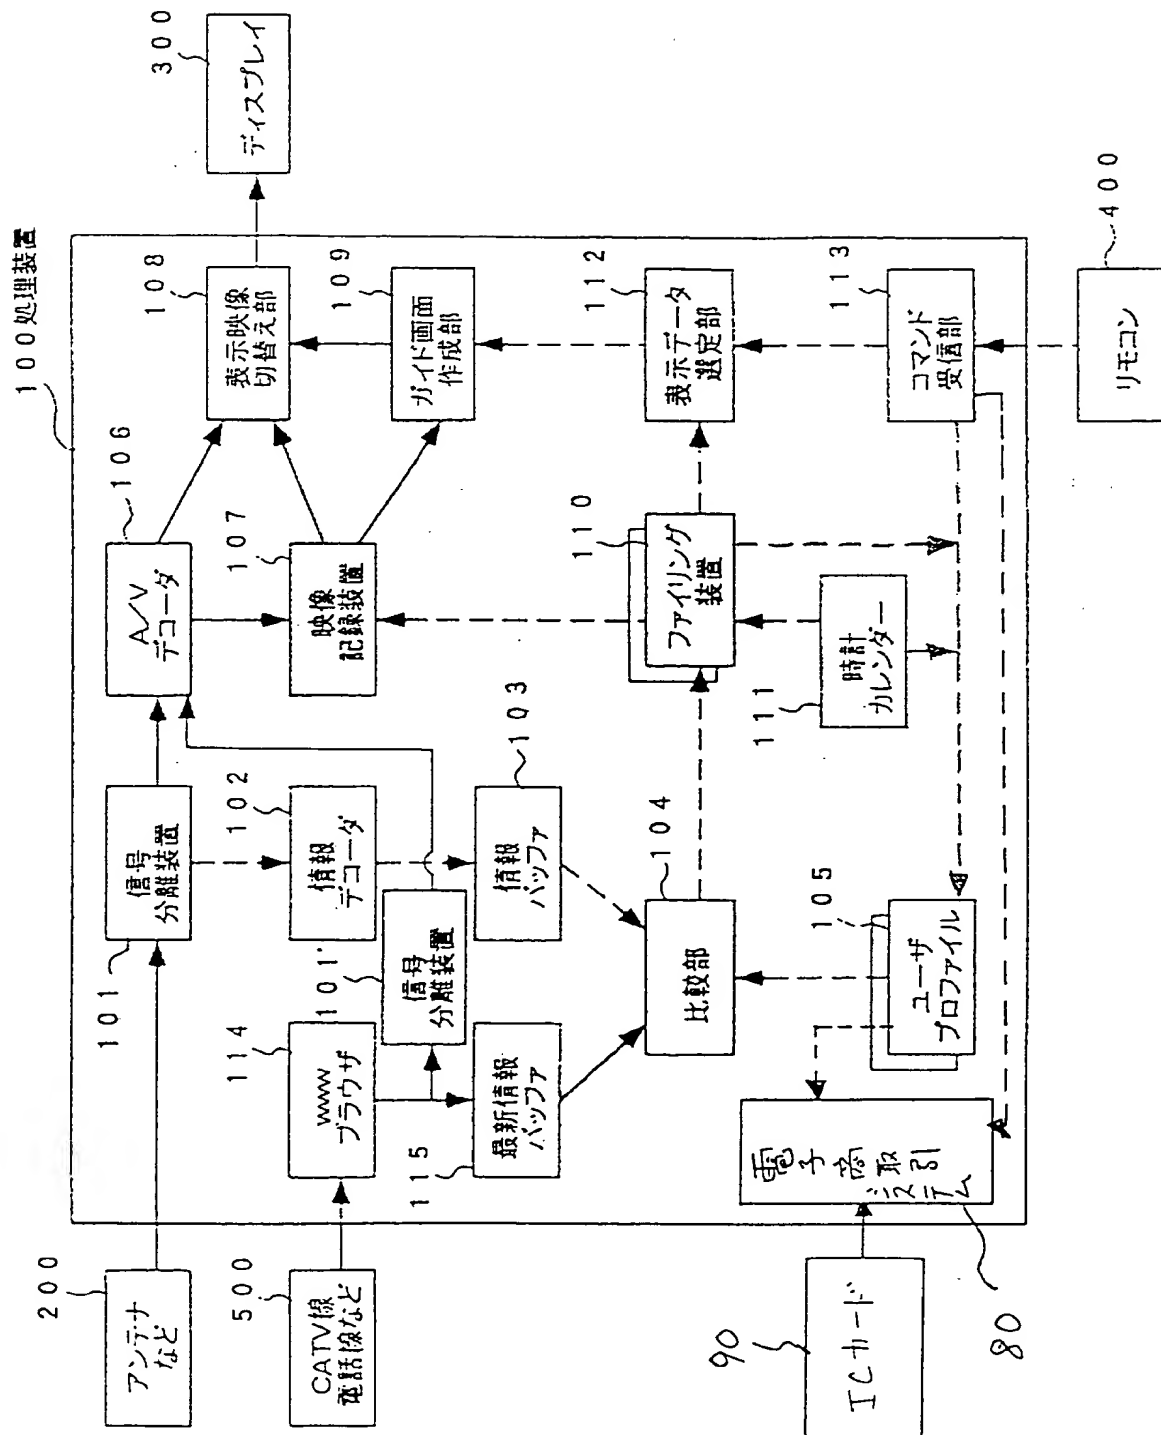 100処理装置
200
アンテナ
など
101
信号
分離装置
106
A/V
デコーダ
108
表示映像
切替え部
300
ディスプレイ
500
CATV線
電話線など
114
WWW
ブラウザ
102
情報
デコーダ
107
映像
記録装置
109
ガイド画面
作成部
101'
信号
分離装置
115
最新情報
バッファ
103
情報
バッファ
104
比較部
110
ファイリング
装置
112
表示データ
選定部
111
時計
カレンダー
105
ユーザ
プロファイル
113
コマンド
受信部
400
リモコン
電子商取引
システム
80
90
ICカード